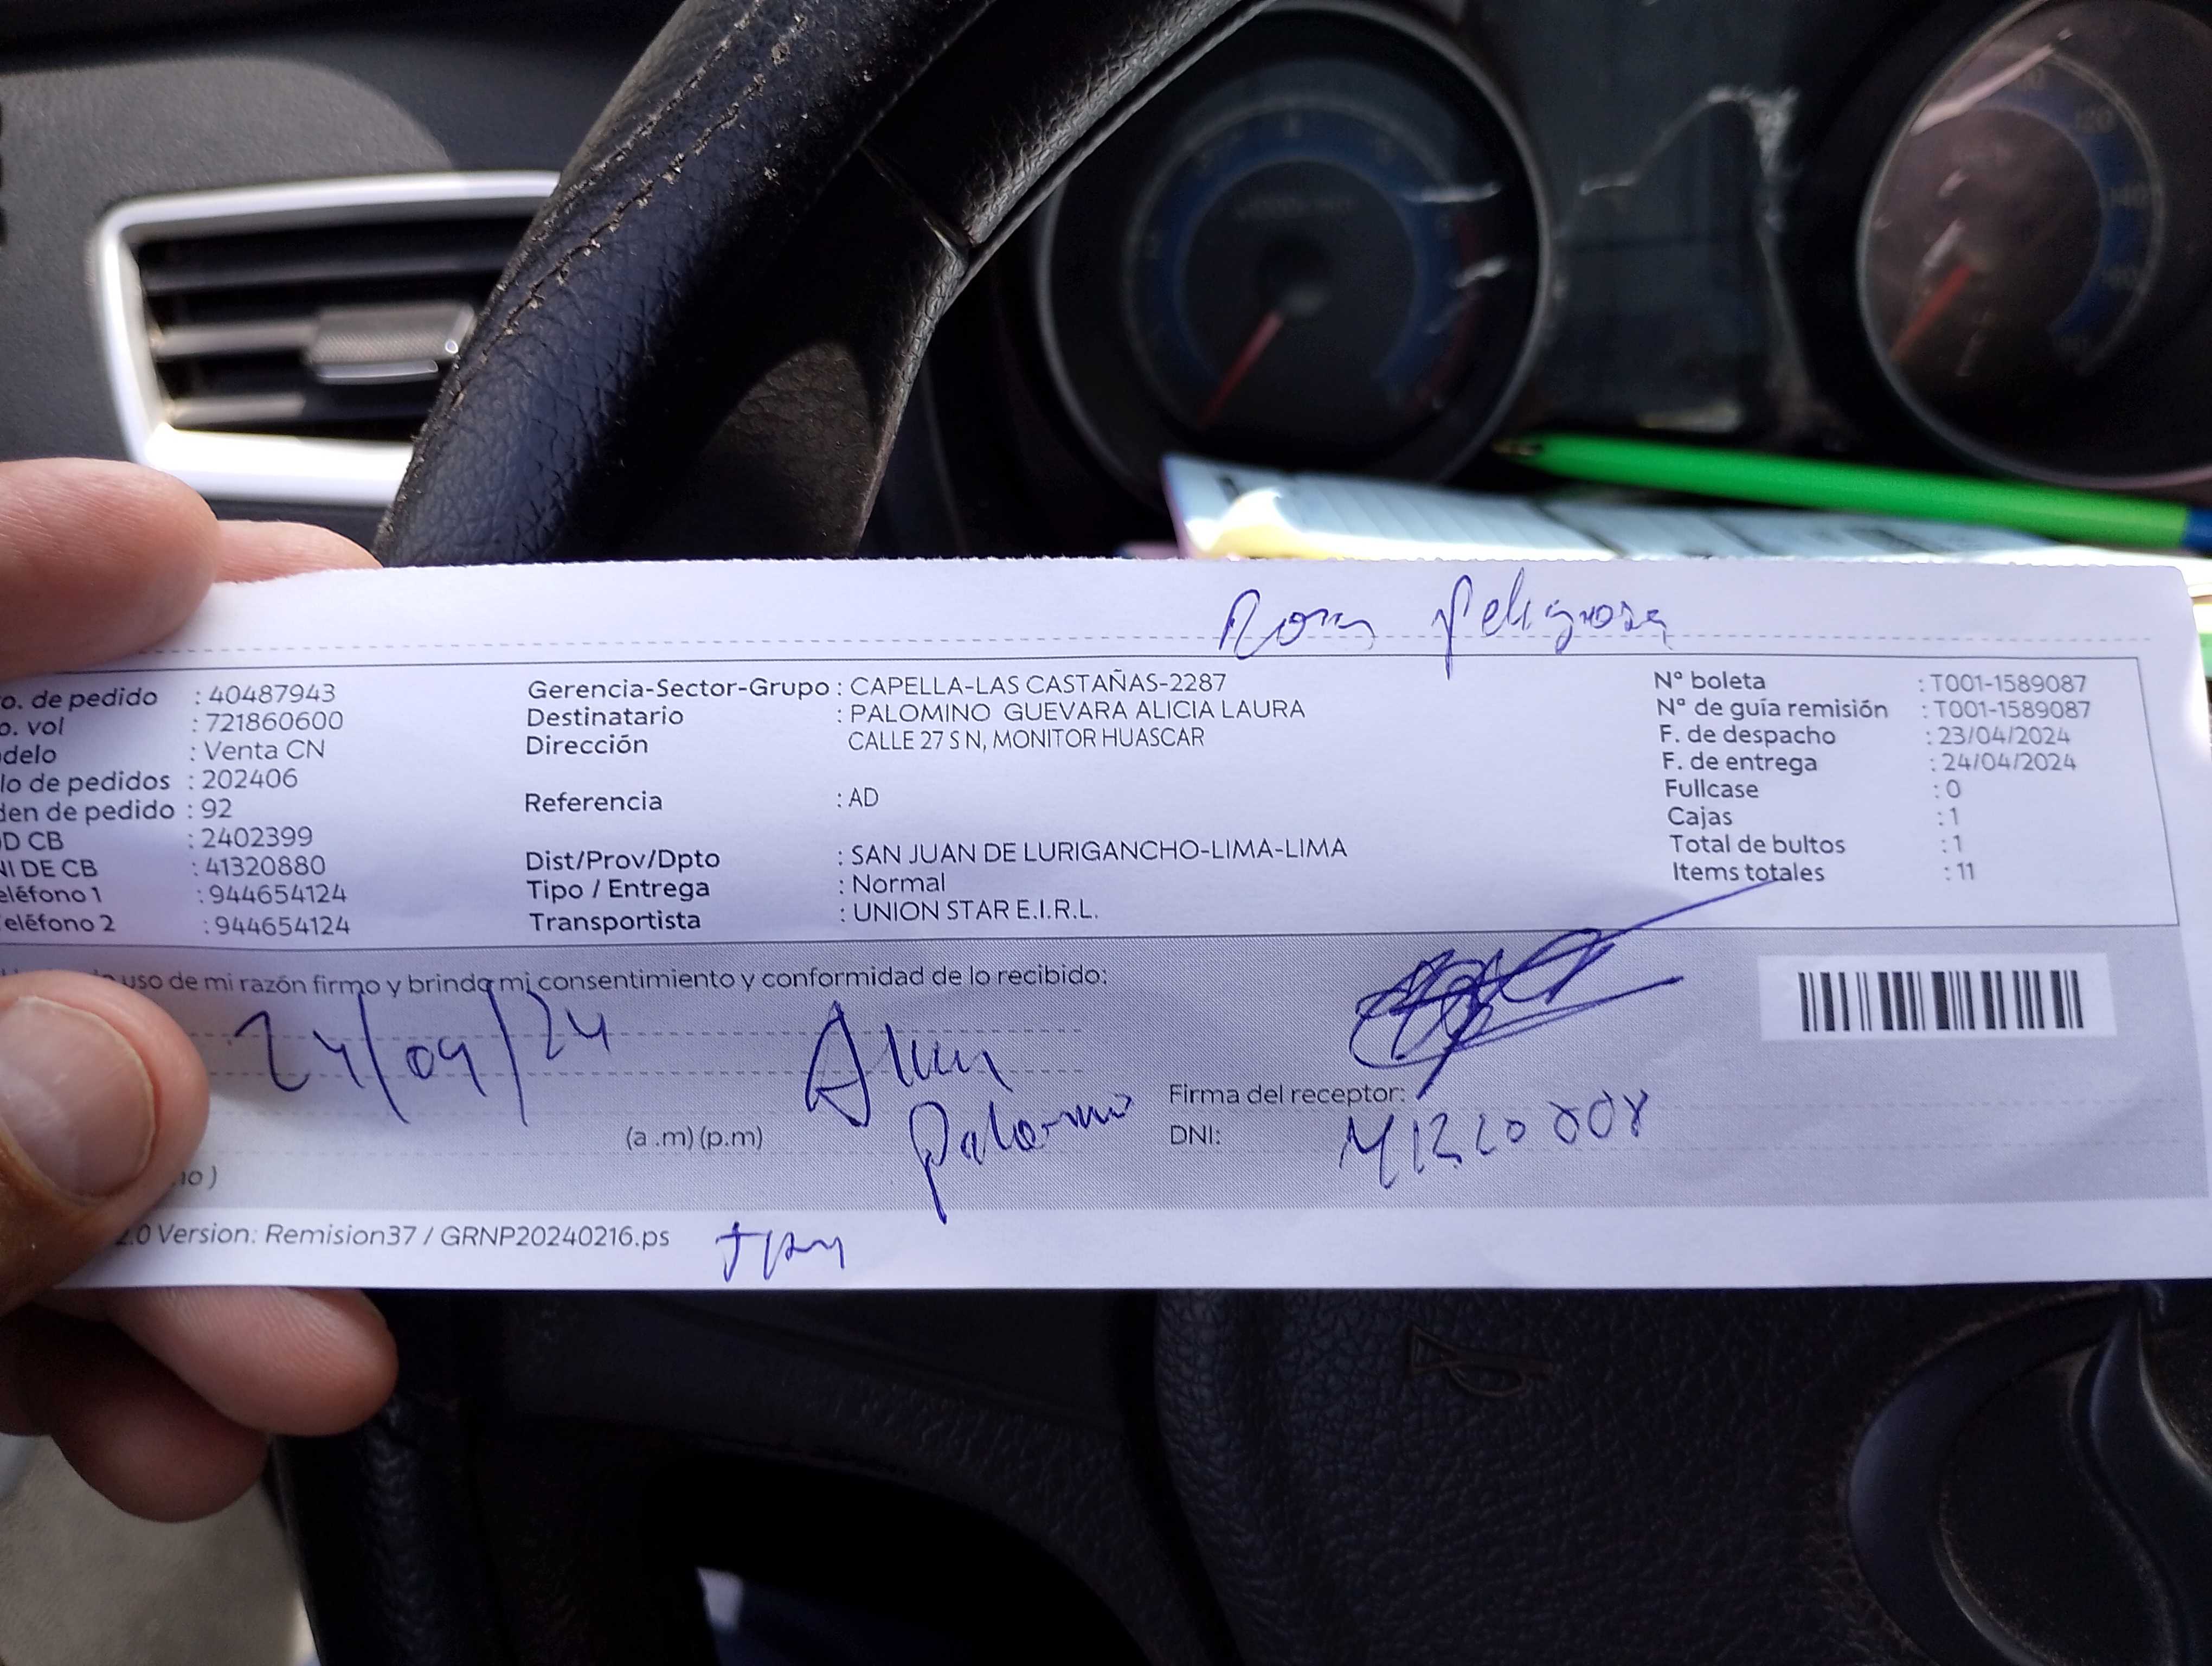 Zona Peligrosa
o. de pedido : 40487943
o. vol : 721860600
delo : Venta CN
lo de pedidos : 202406
den de pedido : 92
D CB : 2402399
NI DE CB : 41320880
eléfono 1 : 944654124
eléfono 2 : 944654124
Gerencia-Sector-Grupo : CAPELLA-LAS CASTAÑAS-2287
Destinatario : PALOMINO GUEVARA ALICIA LAURA
Dirección CALLE 27 S N, MONITOR HUASCAR
Referencia : AD
Dist/Prov/Dpto : SAN JUAN DE LURIGANCHO-LIMA-LIMA
Tipo / Entrega : Normal
Transportista : UNION STAR E.I.R.L.
N° boleta : T001-1589087
N° de guía remisión : T001-1589087
F. de despacho : 23/04/2024
F. de entrega : 24/04/2024
Fullcase : 0
Cajas : 1
Total de bultos : 1
Items totales : 11
uso de mi razón firmo y brindo mi consentimiento y conformidad de lo recibido:
24/04/24
Palomino
(a .m) (p.m)
Firma del receptor:
DNI:
no )
2.0 Version: Remision37 / GRNP20240216.ps